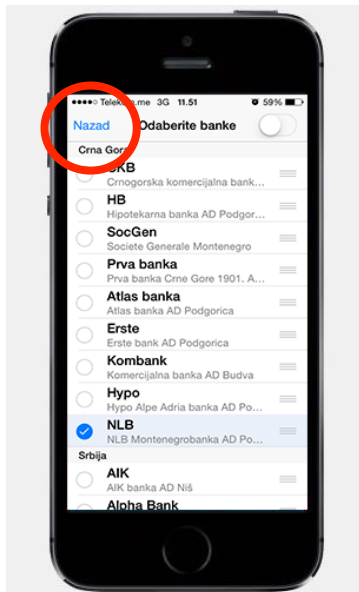 Telekom.me 3G 11.51 59%
Nazad Odaberite banke
Crna Gora
CKB
Crnogorska komercijalna bank...
HB
Hipotekarna banka AD Podgor...
SocGen
Societe Generale Montenegro
Prva banka
Prva banka Crne Gore 1901. A...
Atlas banka
Atlas banka AD Podgorica
Erste
Erste bank AD Podgorica
Kombank
Komercijalna banka AD Budva
Hypo
Hypo Alpe Adria banka AD Po...
NLB
NLB Montenegrobanka AD Po...
Srbija
AIK
AIK banka AD Niš
Alpha Bank